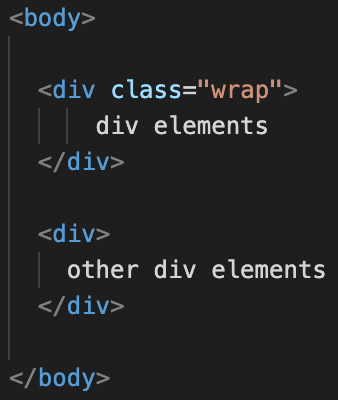 <body>
<div class="wrap">
div elements
</div>
<div>
other div elements
</div>
</body>